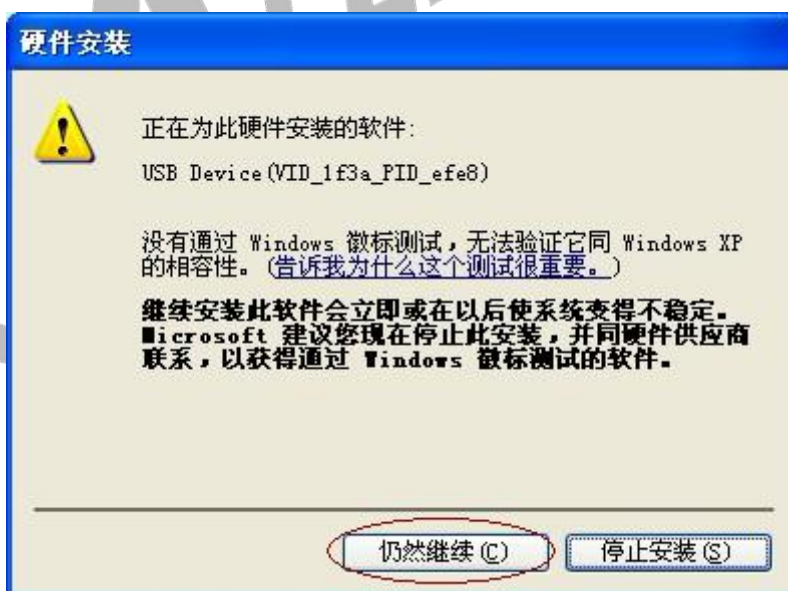 硬件安装
正在为此硬件安装的软件:
USB Device(VID_1f3a_PID_efe8)
没有通过 Windows 徽标测试，无法验证它同 Windows XP
的相容性。(告诉我为什么这个测试很重要。)
继续安装此软件会立即或在以后使系统变得不稳定。
Microsoft 建议您现在停止此安装，并同硬件供应商
联系，以获得通过 Windows 徽标测试的软件。
仍然继续(C)
停止安装(S)